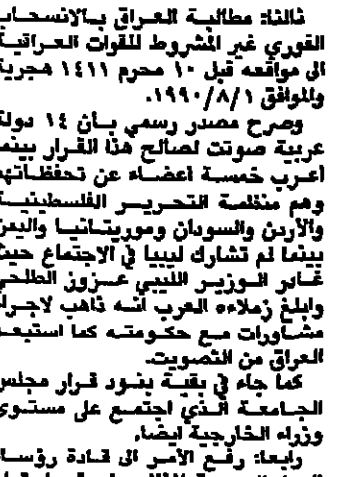 ثالثا: مطالبة العراق بالانسحاب
الفوري غير المشروط للقوات العراقية
الى مواقعه قبل ١٠ محرم ١٤١١ هجرية
والموافق ١٩٩٠/٨/١.
وصرح مصدر رسمي بأن ١٤ دولة
عربية صوتت لصالح هذا القرار بينما
أعرب خمسة أعضاء عن تحفظاتهم
وهم منظمة التحرير الفلسطينية
والأردن والسودان وموريتانيا واليمن
بينما لم تشارك ليبيا في الاجتماع حيث
غادر الوزير الليبي عزوز الطلحي
وابلغ زملاءه العرب انه ذاهب لاجراء
مشاورات مع حكومته كما استبعد
العراق من التصويت.
كما جاء في بقية بنود قرار مجلس
الجامعة الذي اجتمع على مستوى
وزراء الخارجية ايضا.
رابعا: رفع الأمر الى قادة رؤساء